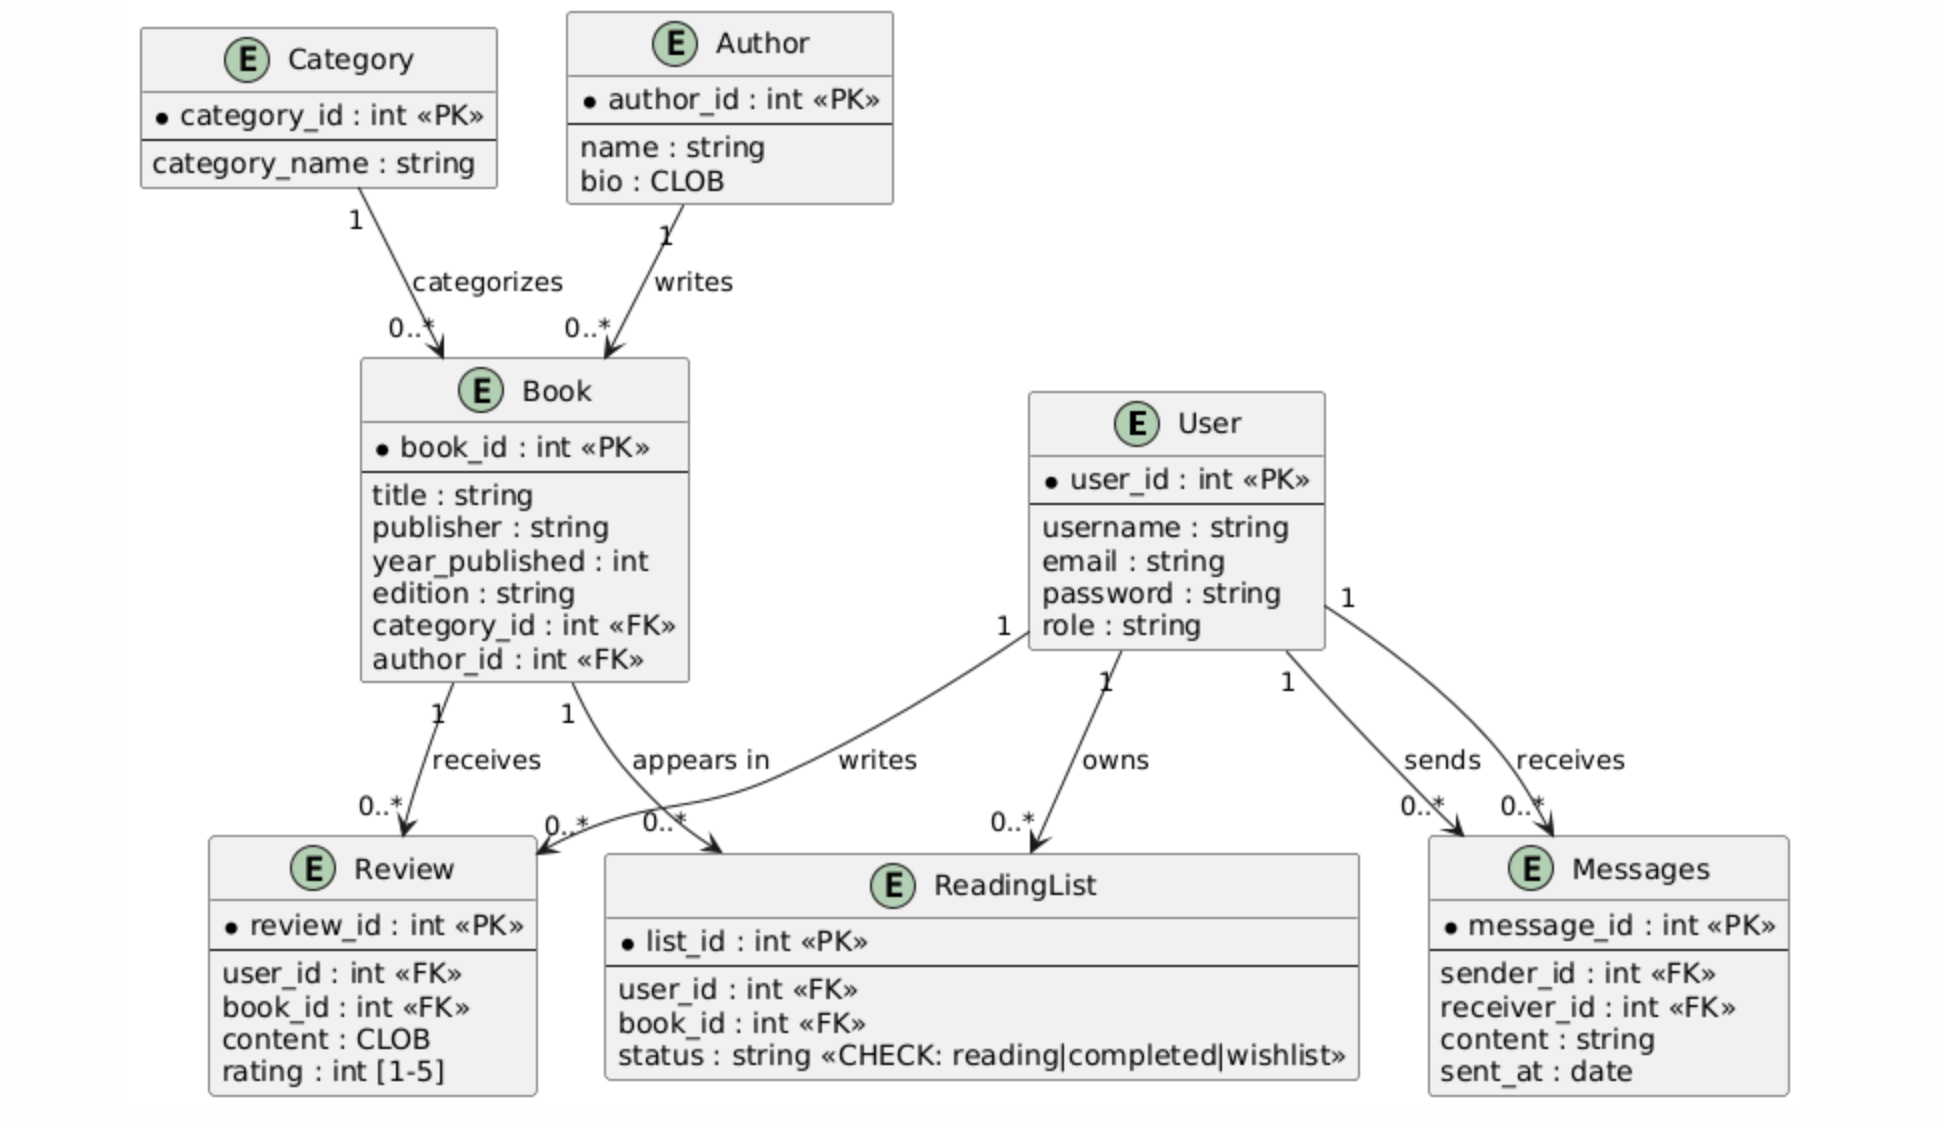 E Category
• category_id : int «PK»
category_name : string
E Author
• author_id : int «PK»
name : string
bio : CLOB
1
1
categorizes
writes
0..*
0..*
E Book
• book_id : int «PK»
title : string
publisher : string
year_published : int
edition : string
category_id : int «FK»
author_id : int «FK»
E User
• user_id : int «PK»
username : string
email : string
password : string
role : string
1
1
1
1
1
1
receives
appears in
writes
owns
sends
receives
0..*
0..*
0..*
0..*
0..*
0..*
E Review
• review_id : int «PK»
user_id : int «FK»
book_id : int «FK»
content : CLOB
rating : int [1-5]
E ReadingList
• list_id : int «PK»
user_id : int «FK»
book_id : int «FK»
status : string «CHECK: reading|completed|wishlist»
E Messages
• message_id : int «PK»
sender_id : int «FK»
receiver_id : int «FK»
content : string
sent_at : date